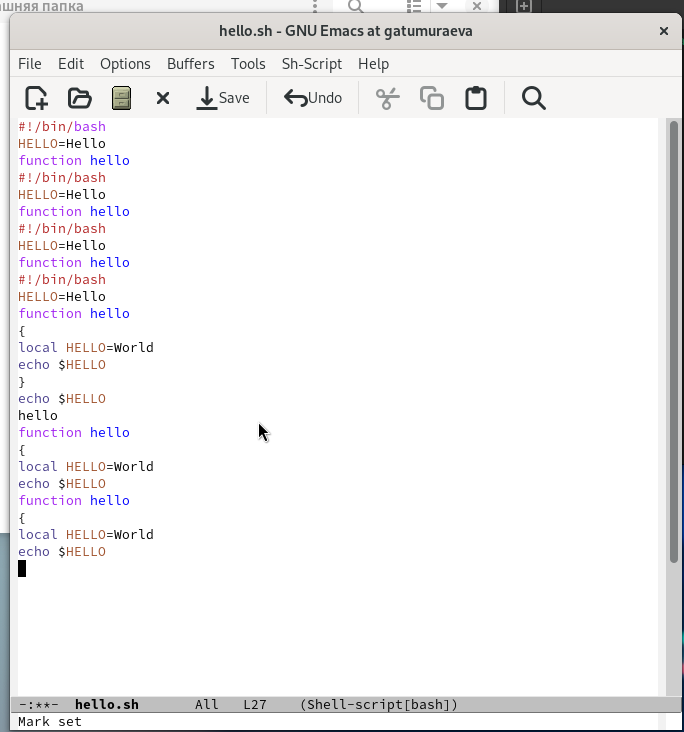 ашняя папка
hello.sh - GNU Emacs at gatumuraeva
File Edit Options Buffers Tools Sh-Script Help
Save Undo
#!/bin/bash
HELLO=Hello
function hello
#!/bin/bash
HELLO=Hello
function hello
#!/bin/bash
HELLO=Hello
function hello
#!/bin/bash
HELLO=Hello
function hello
{
local HELLO=World
echo $HELLO
}
echo $HELLO
hello
function hello
{
local HELLO=World
echo $HELLO
function hello
{
local HELLO=World
echo $HELLO
-:**- hello.sh All L27 (Shell-script[bash])
Mark set